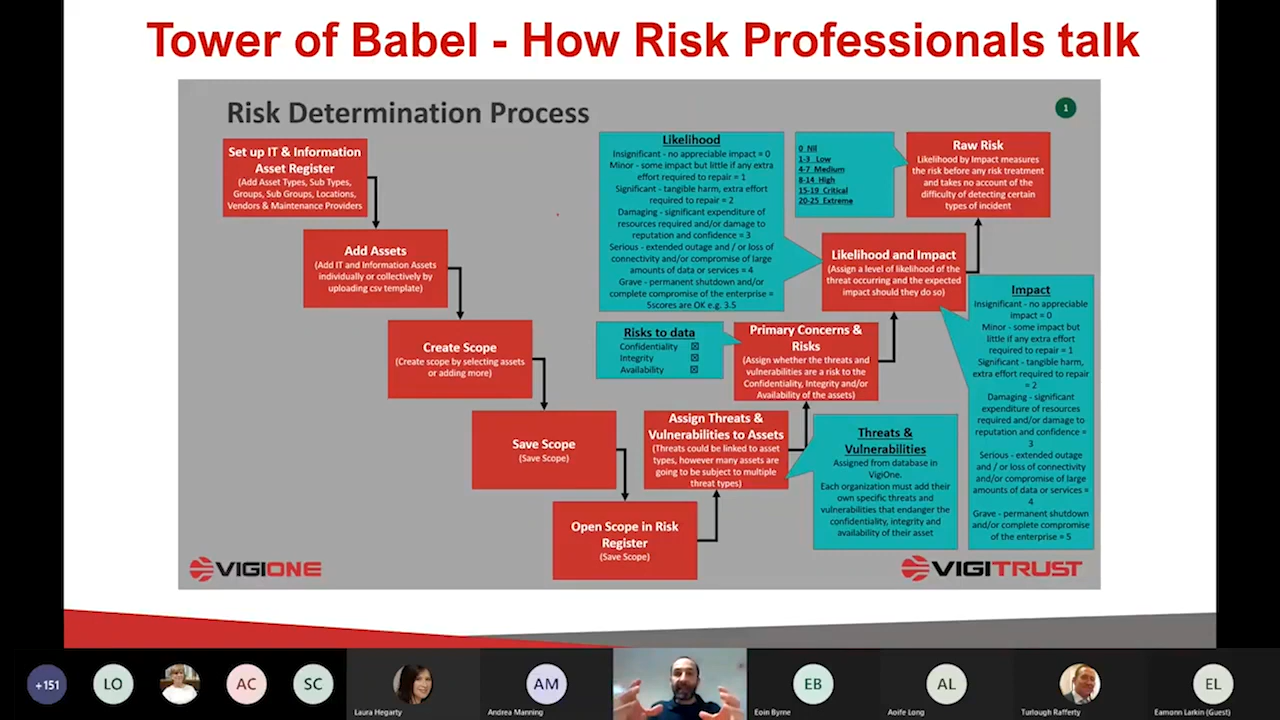 Tower of Babel - How Risk Professionals talk
Risk Determination Process
1
Set up IT & Information
Asset Register
(Add Asset Types, Sub Types,
Groups, Sub Groups, Locations,
Vendors & Maintenance Providers
Add Assets
(Add IT and Information Assets
individually or collectively by
uploading csv template)
Create Scope
(Create scope by selecting assets
or adding more)
Save Scope
(Save Scope)
Open Scope in Risk
Register
(Save Scope)
Assign Threats &
Vulnerabilities to Assets
(Threats could be linked to asset
types, however many assets are
going to be subject to multiple
threat types)
Threats &
Vulnerabilities
Assigned from database in
VigiOne.
Each organization must add their
own specific threats and
vulnerabilities that endanger the
confidentiality, integrity and
availability of their asset
Primary Concerns &
Risks
(Assign whether the threats and
vulnerabilities are a risk to the
Confidentiality, Integrity and/or
Availability of the assets)
Risks to data
Confidentiality ☒
Integrity ☒
Availability ☒
Likelihood and Impact
(Assign a level of likelihood of the
threat occurring and the expected
impact should they do so)
Likelihood
Insignificant - no appreciable impact = 0
Minor - some impact but little if any extra
effort required to repair = 1
Significant - tangible harm, extra effort
required to repair = 2
Damaging - significant expenditure of
resources required and/or damage to
reputation and confidence = 3
Serious - extended outage and / or loss of
connectivity and/or compromise of large
amounts of data or services = 4
Grave - permanent shutdown and/or
complete compromise of the enterprise =
5scores are OK e.g. 3.5
Impact
Insignificant - no appreciable
impact = 0
Minor - some impact but
little if any extra effort
required to repair = 1
Significant - tangible harm,
extra effort required to repair
= 2
Damaging - significant
expenditure of resources
required and/or damage to
reputation and confidence =
3
Serious - extended outage
and / or loss of connectivity
and/or compromise of large
amounts of data or services =
4
Grave - permanent shutdown
and/or complete compromise
of the enterprise = 5
Raw Risk
Likelihood by Impact measures
the risk before any risk treatment
and takes no account of the
difficulty of detecting certain
types of incident
0 Nil
1-3 Low
4-7 Medium
8-14 High
15-19 Critical
20-25 Extreme
VIGIONE
VIGITRUST
+151
LO
AC
SC
Laura Hegarty
AM
Andrea Manning
EB
Eoin Byrne
AL
Aoife Long
Turlough Rafferty
EL
Eamonn Larkin (Guest)